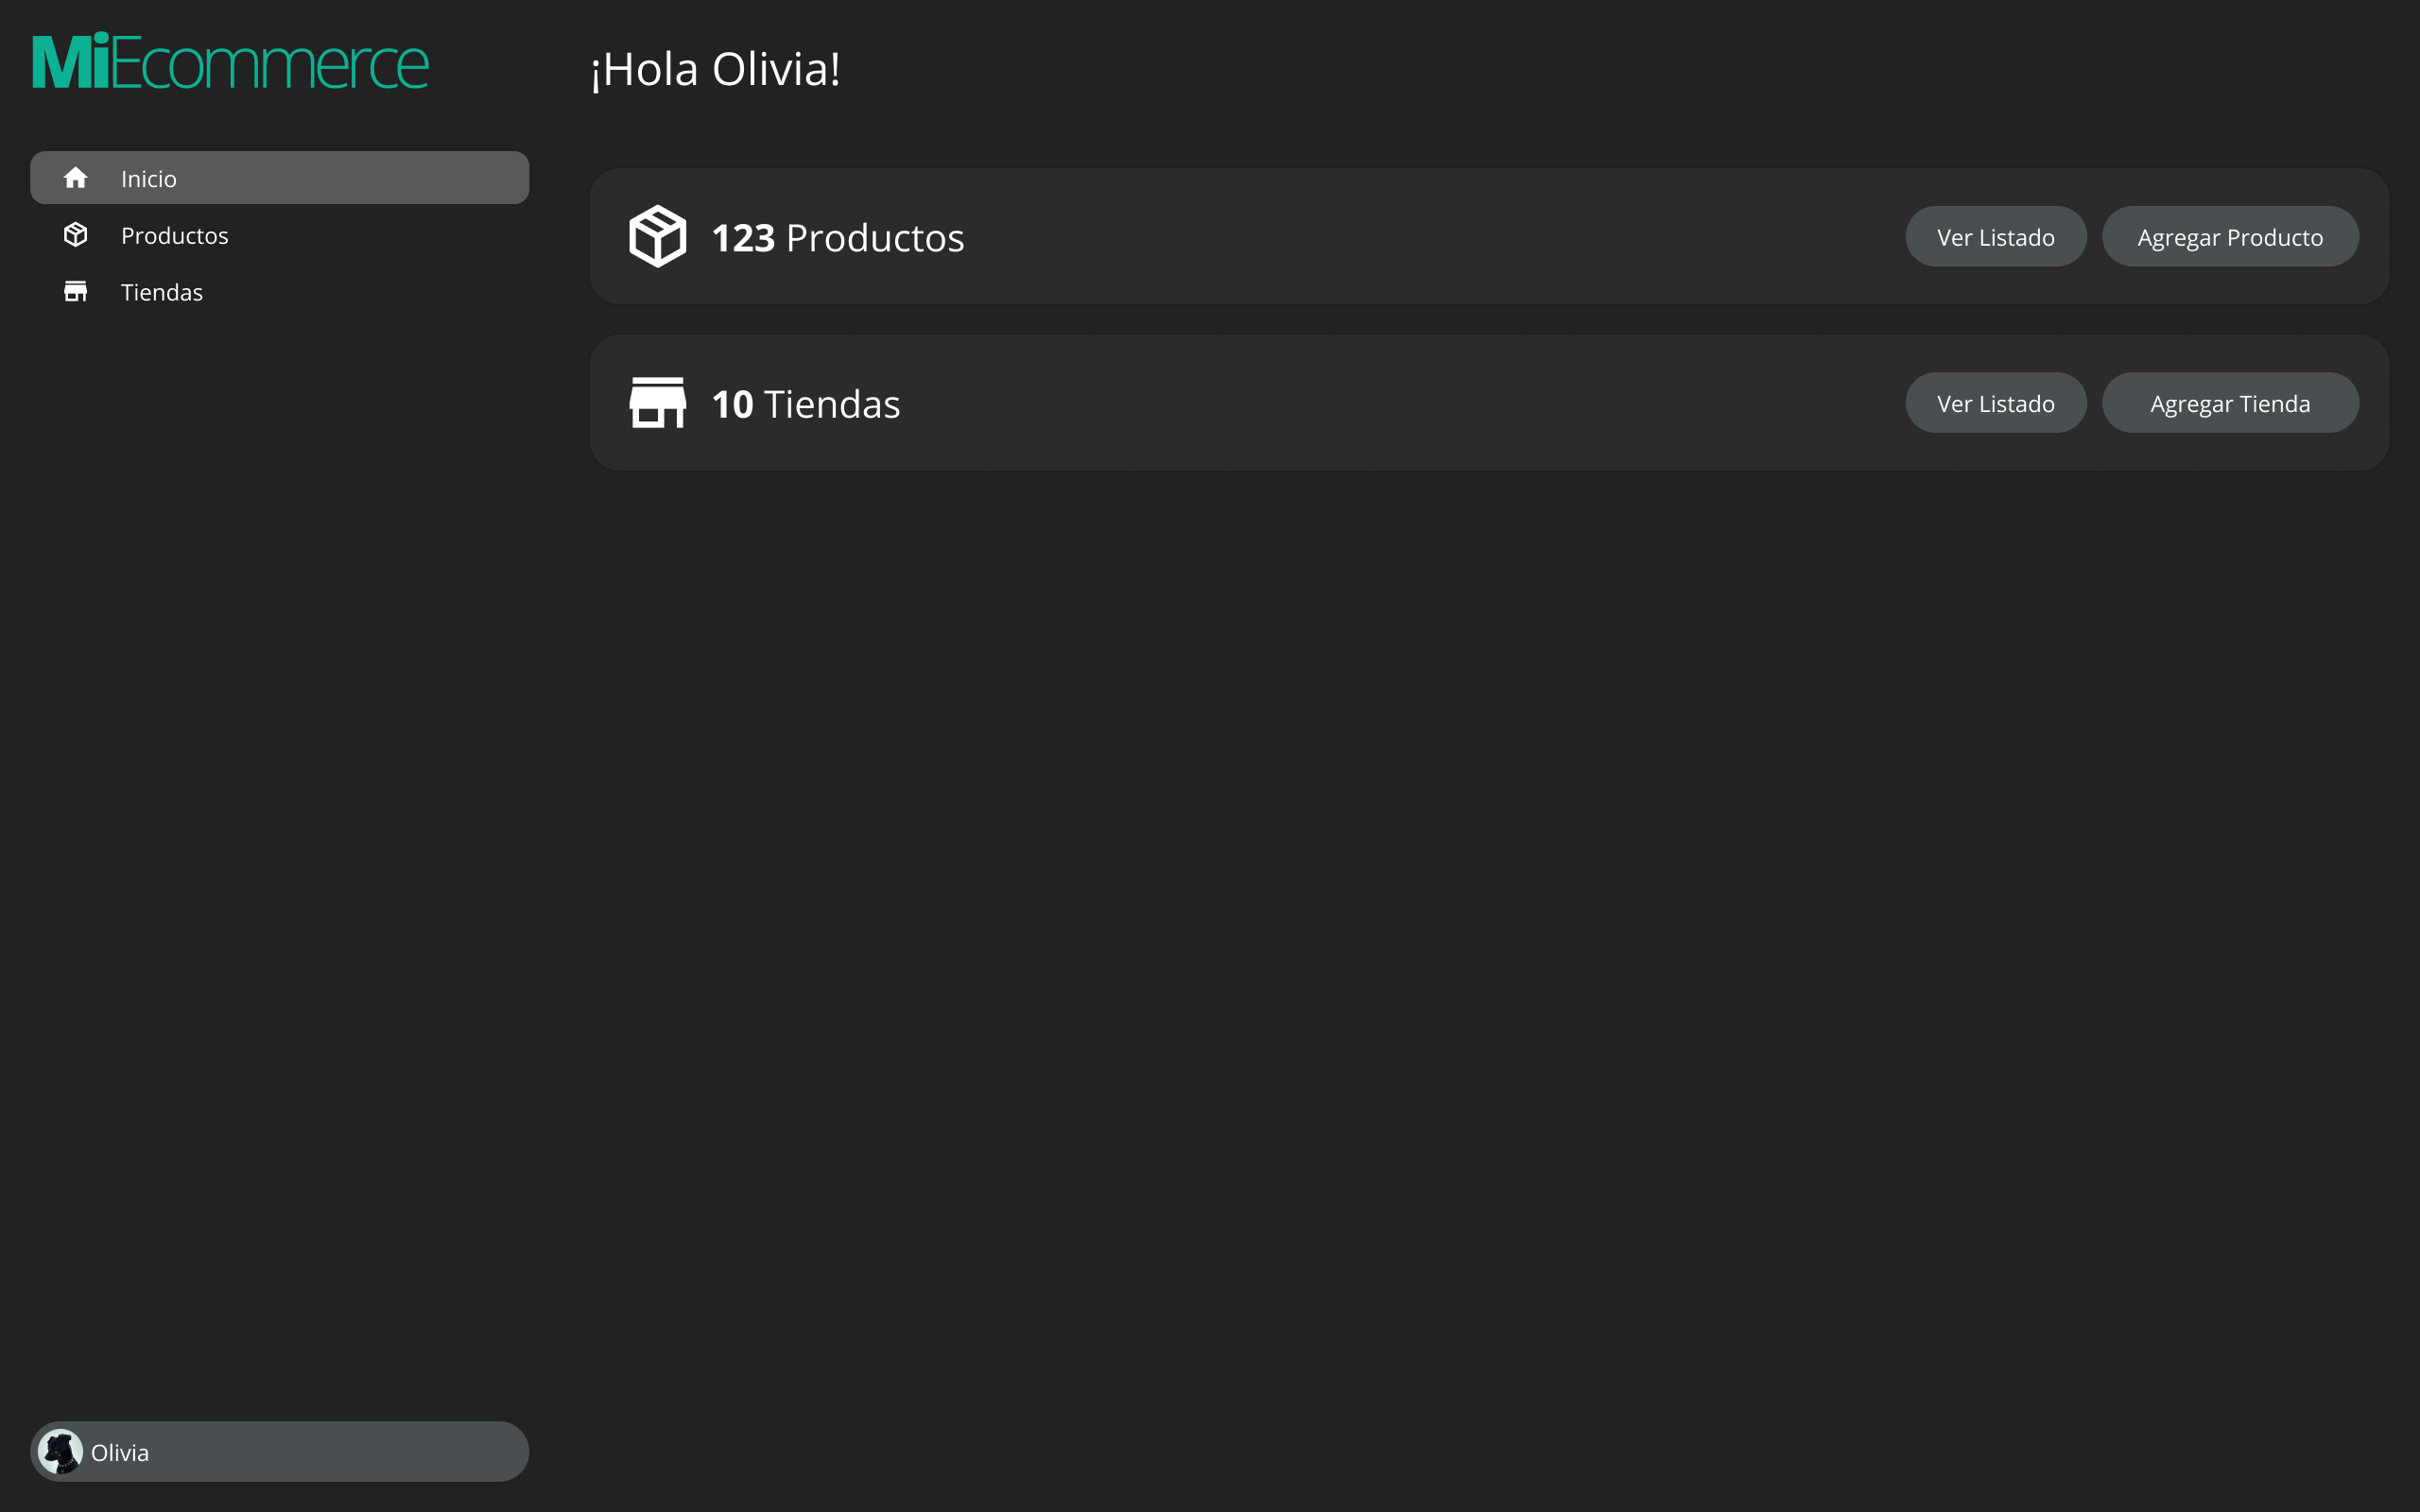 MiEcommerce
¡Hola Olivia!
Inicio
Productos
Tiendas
123 Productos
Ver Listado
Agregar Producto
10 Tiendas
Ver Listado
Agregar Tienda
Olivia